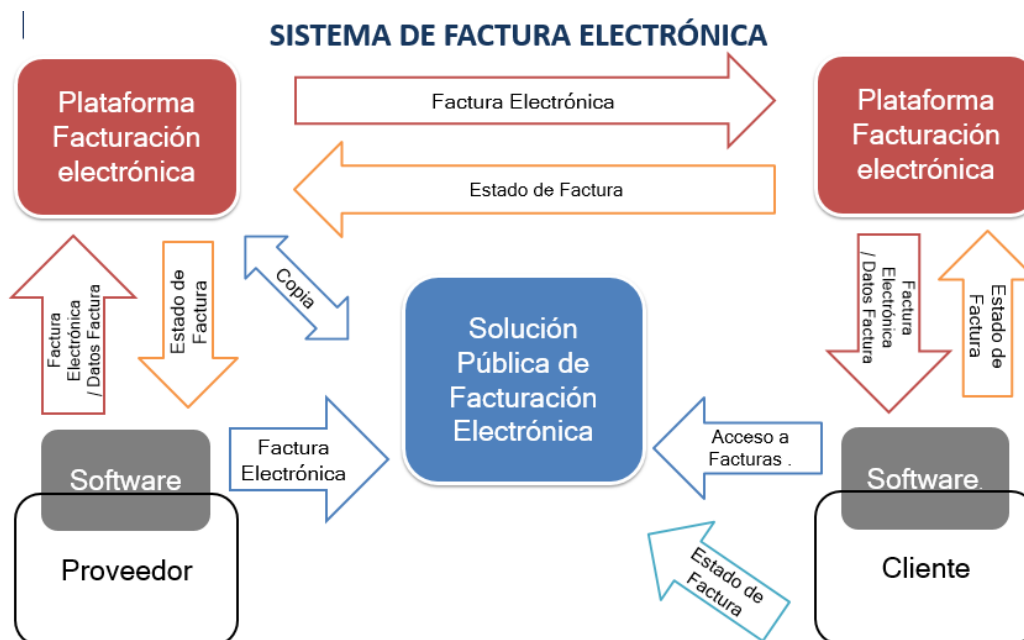 SISTEMA DE FACTURA ELECTRÓNICA
Plataforma
Facturación
electrónica
Factura Electrónica
Plataforma
Facturación
electrónica
Estado de Factura
Factura
Electrónica
/ Datos Factura
Estado de
Factura
Copia
Solución
Pública de
Facturación
Electrónica
Factura
Electrónica
/ Datos Factura
Estado de
Factura
Software
Factura
Electrónica
Acceso a
Facturas .
Software.
Proveedor
Estado de
Factura
Cliente